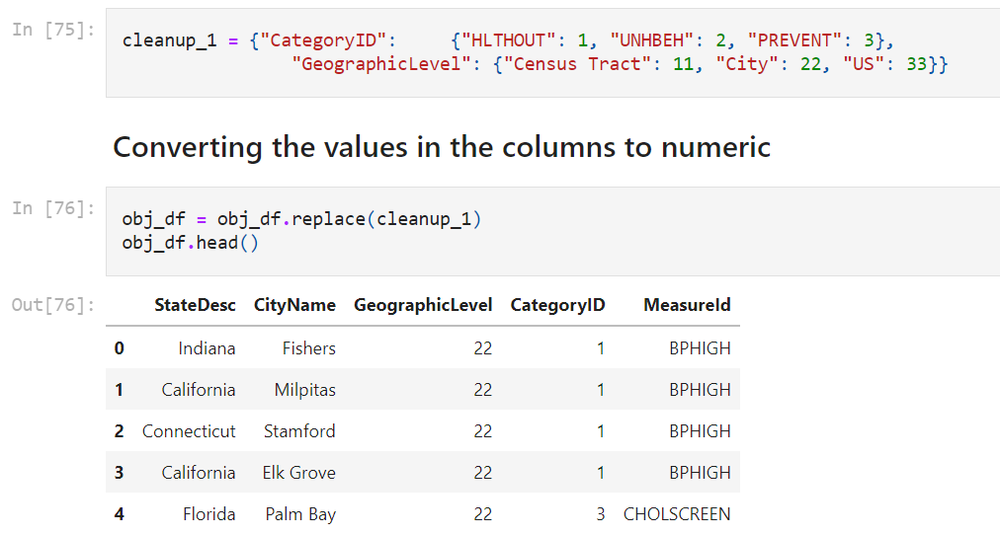 In [75]:
cleanup_1 = {"CategoryID":     {"HLTHOUT": 1, "UNHBEH": 2, "PREVENT": 3},
                "GeographicLevel": {"Census Tract": 11, "City": 22, "US": 33}}
Converting the values in the columns to numeric
In [76]:
obj_df = obj_df.replace(cleanup_1)
obj_df.head()
Out[76]:
StateDesc CityName GeographicLevel CategoryID MeasureId
0 Indiana Fishers 22 1 BPHIGH
1 California Milpitas 22 1 BPHIGH
2 Connecticut Stamford 22 1 BPHIGH
3 California Elk Grove 22 1 BPHIGH
4 Florida Palm Bay 22 3 CHOLSCREEN